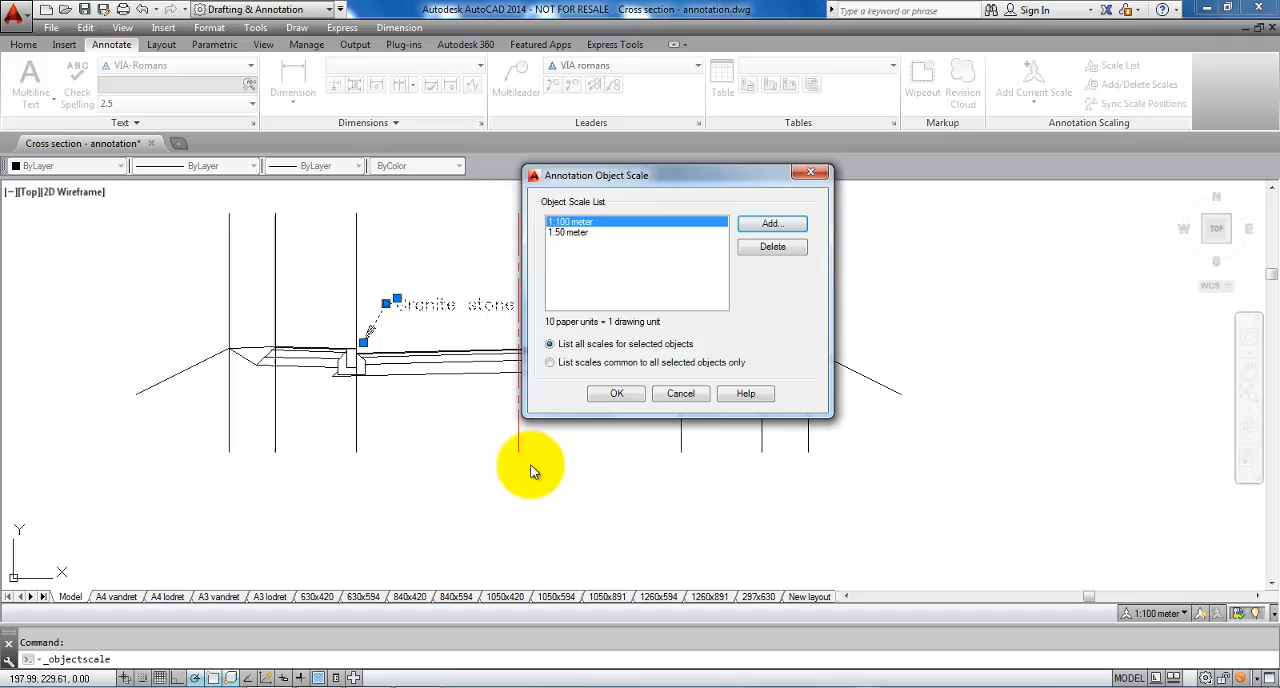 Drafting & Annotation
Autodesk AutoCAD 2014 - NOT FOR RESALE Cross section - annotation.dwg
Type a keyword or phrase
Sign In
File Edit View Insert Format Tools Draw Express Dimension
Home Insert Annotate Layout Parametric View Manage Output Plug-ins Autodesk 360 Featured Apps Express Tools
Multiline Text
ABC
Check Spelling
VIA-Romans
2.5
Text
Dimension
Dimensions
Multileader
VIA romans
Leaders
Table
Tables
Wipeout
Revision Cloud
Markup
Add Current Scale
Scale List
Add/Delete Scales
Sync Scale Positions
Annotation Scaling
Cross section - annotation*
ByLayer ByLayer ByLayer ByColor
[−][Top][2D Wireframe]
Annotation Object Scale
Object Scale List
1:100 meter
1:50 meter
Add...
Delete
10 paper units = 1 drawing unit
List all scales for selected objects
List scales common to all selected objects only
OK Cancel Help
Granite stone
N
W TOP E
S
WCS
Y
X
Model A4 vandret A4 lodret A3 vandret A3 lodret 630x420 630x594 840x420 840x594 1050x420 1050x594 1050x891 1260x594 1260x891 297x630 New layout
1:100 meter
Command:
_objectscale
197.99, 229.61, 0.00
MODEL